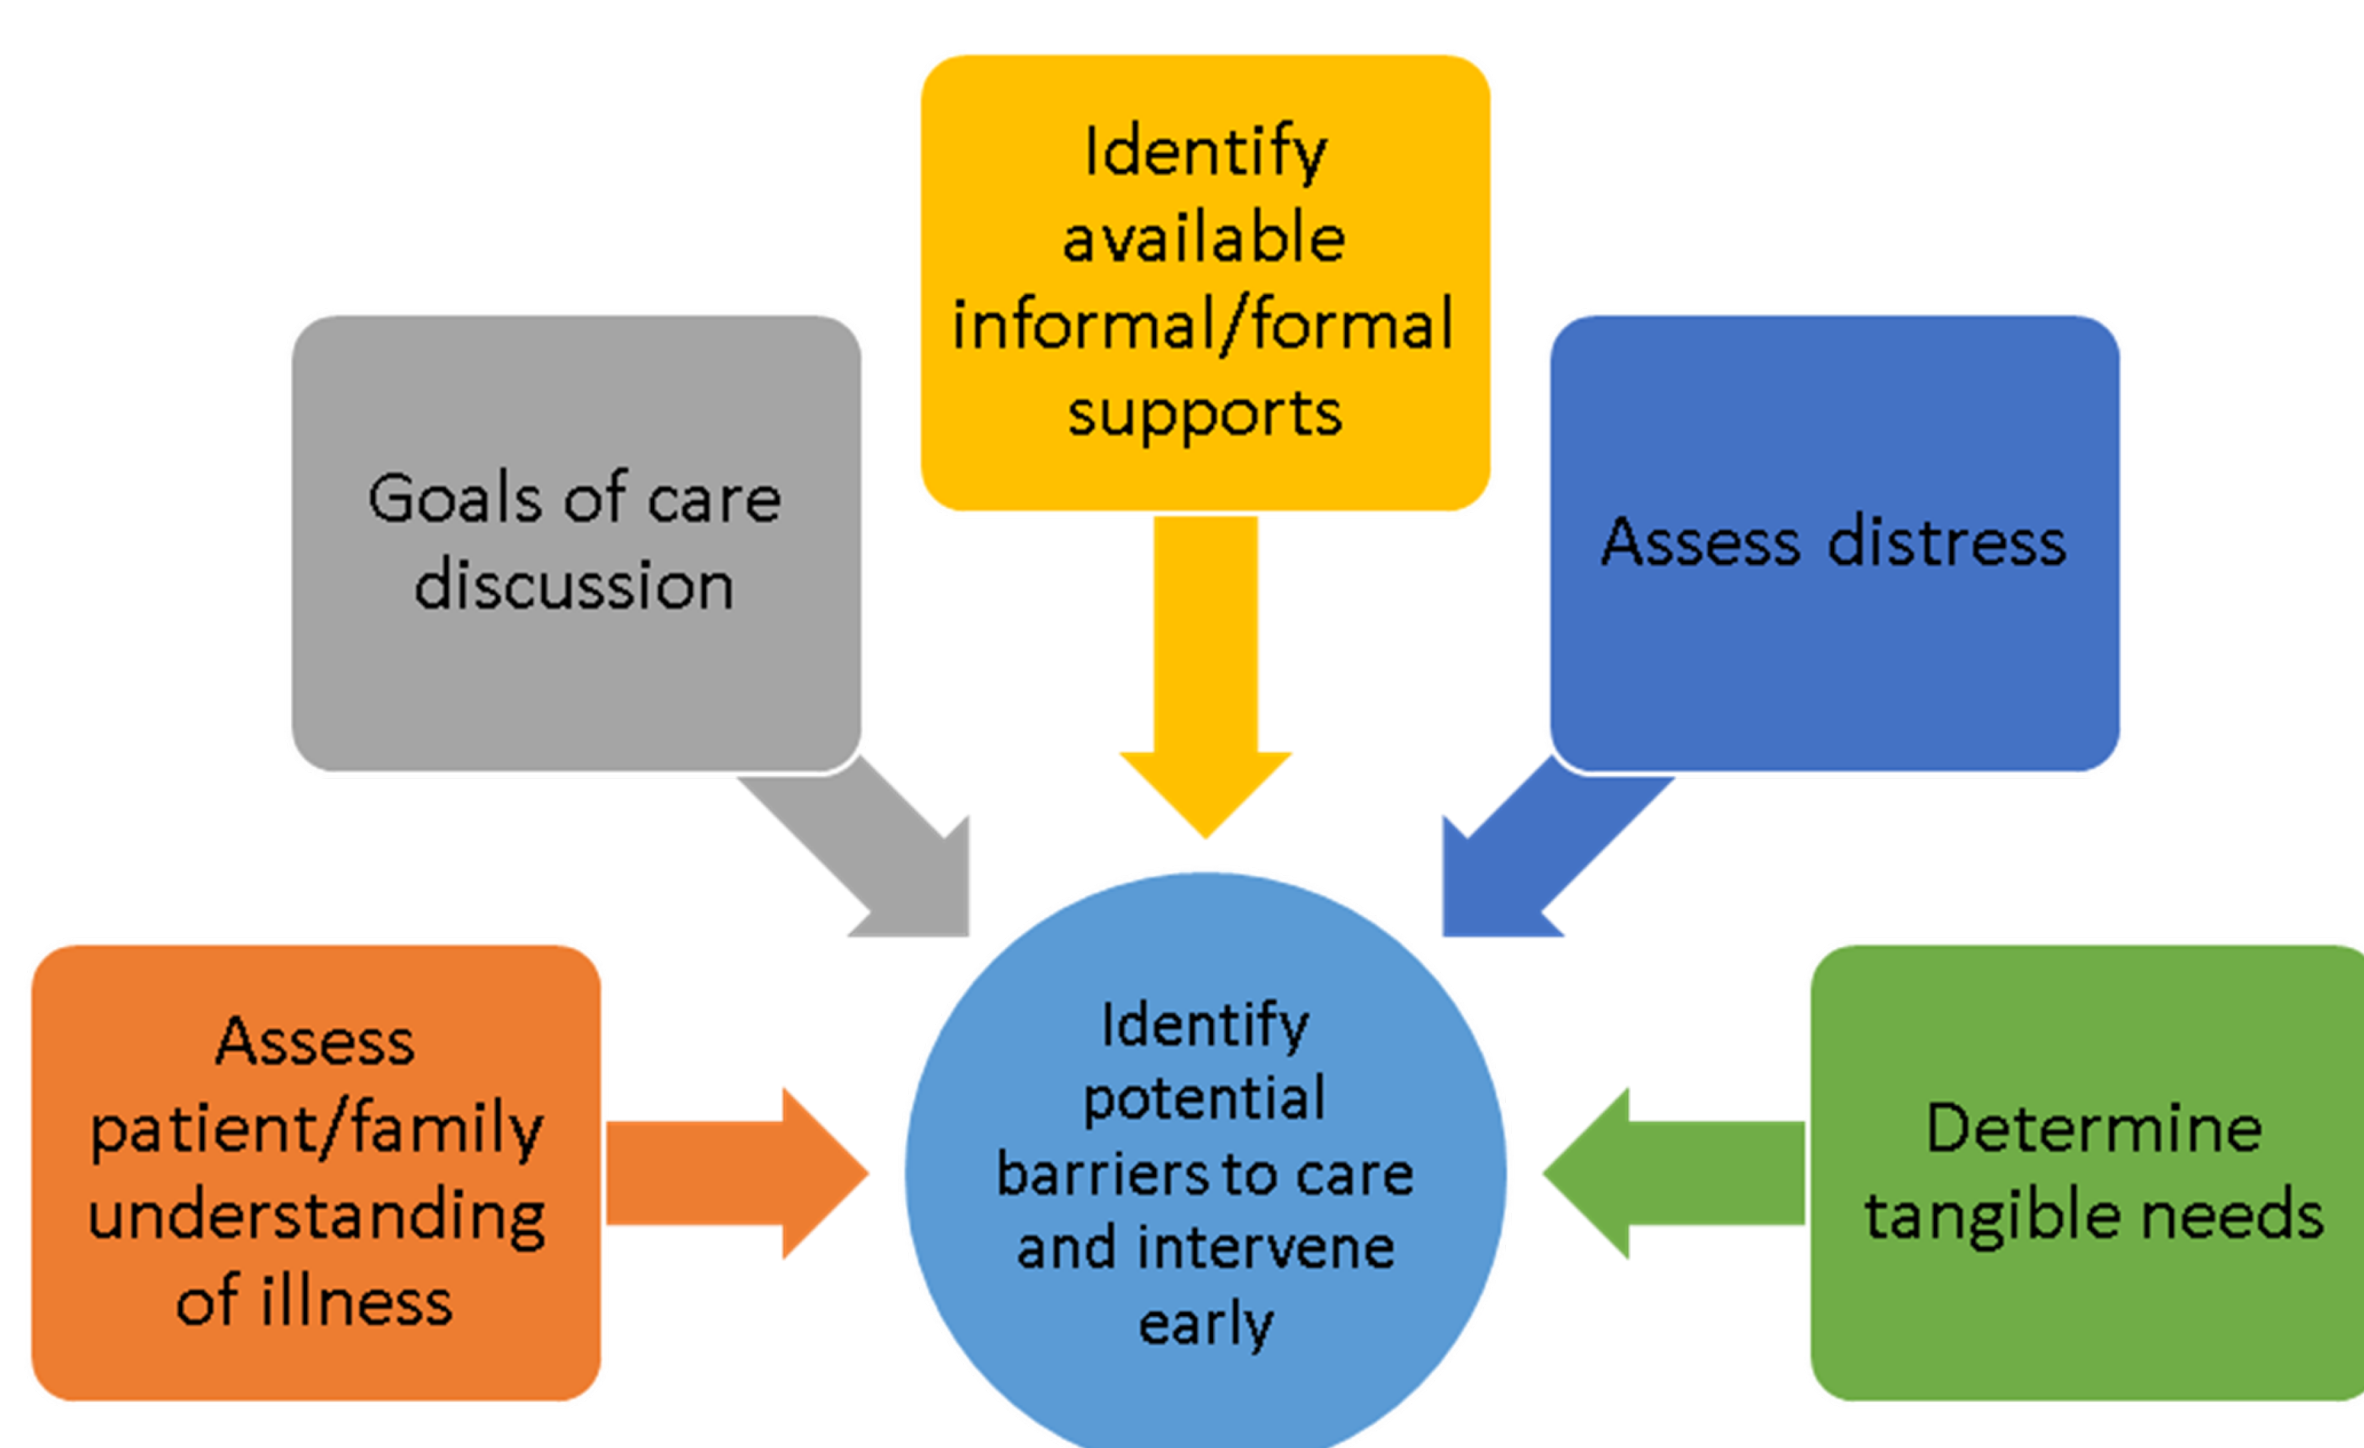 Identify
available
informal/formal
supports
Goals of care
discussion
Assess distress
Assess
patient/family
understanding
of illness
Identify
potential
barriers to care
and intervene
early
Determine
tangible needs